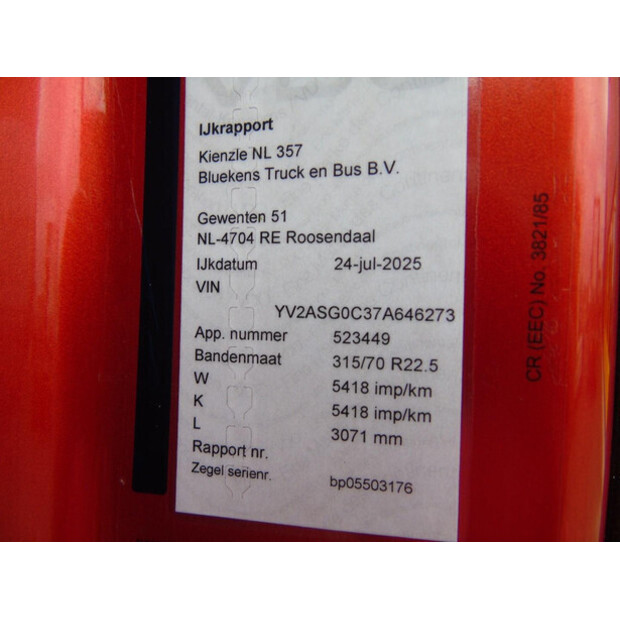 IJkrapport
Kienzle NL 357
Bluekens Truck en Bus B.V.
Gewenten 51
NL-4704 RE Roosendaal
IJkdatum 24-jul-2025
VIN
YV2ASG0C37A646273
App. nummer 523449
Bandenmaat 315/70 R22.5
W 5418 imp/km
K 5418 imp/km
L 3071 mm
Rapport nr.
Zegel serienr. bp05503176
CR (EEC) No. 3821/85